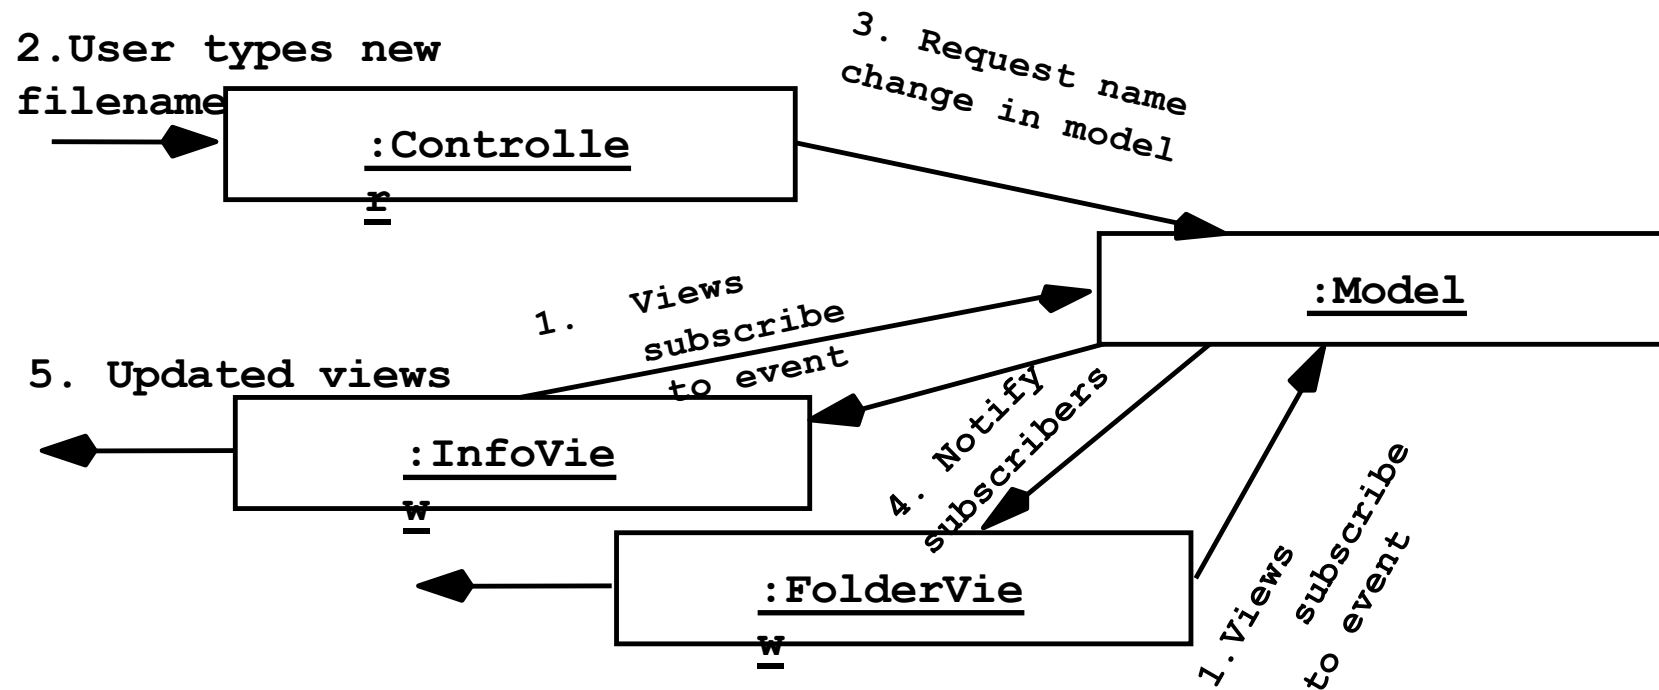 2.User types new
filename
3. Request name
change in model
:Controlle
r
:Model
1. Views
subscribe
to event
5. Updated views
:InfoVie
w
4. Notify
subscribers
:FolderVie
w
1.Views
subscribe
to event